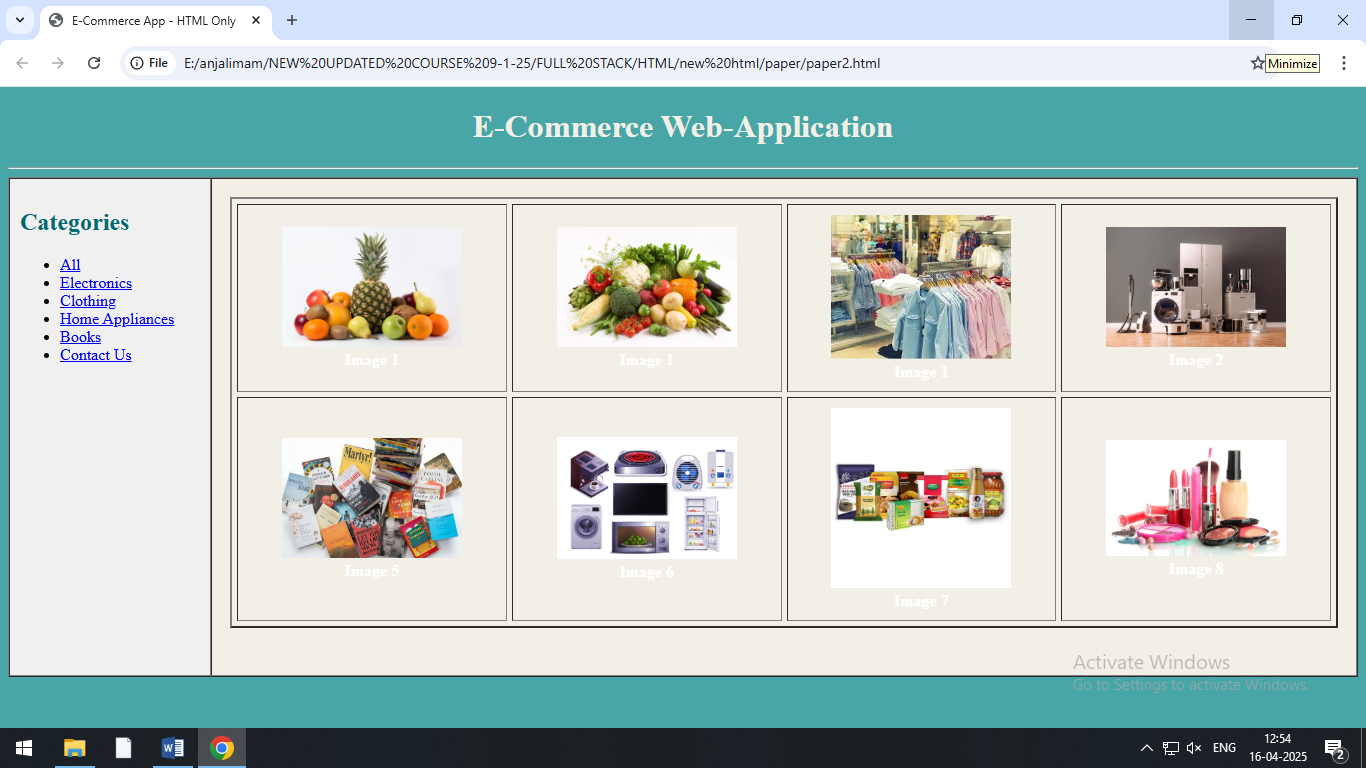 E-Commerce App - HTML Only
File
E:/anjalimam/NEW%20UPDATED%20COURSE%209-1-25/FULL%20STACK/HTML/new%20html/paper/paper2.html
Minimize
E-Commerce Web-Application
Categories
All
Electronics
Clothing
Home Appliances
Books
Contact Us
Image 1
Image 1
Image 1
Image 2
Martyr!
Image 5
Image 6
Image 7
Image 8
Activate Windows
Go to Settings to activate Windows.
ENG
12:54
16-04-2025
2